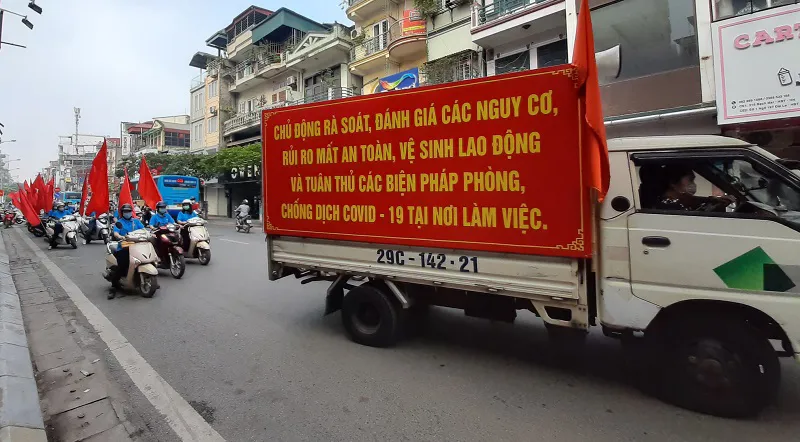 CHỦ ĐỘNG RÀ SOÁT, ĐÁNH GIÁ CÁC NGUY CƠ,
RỦI RO MẤT AN TOÀN, VỆ SINH LAO ĐỘNG
VÀ TUÂN THỦ CÁC BIỆN PHÁP PHÒNG,
CHỐNG DỊCH COVID - 19 TẠI NƠI LÀM VIỆC.
29C-142·21
CART